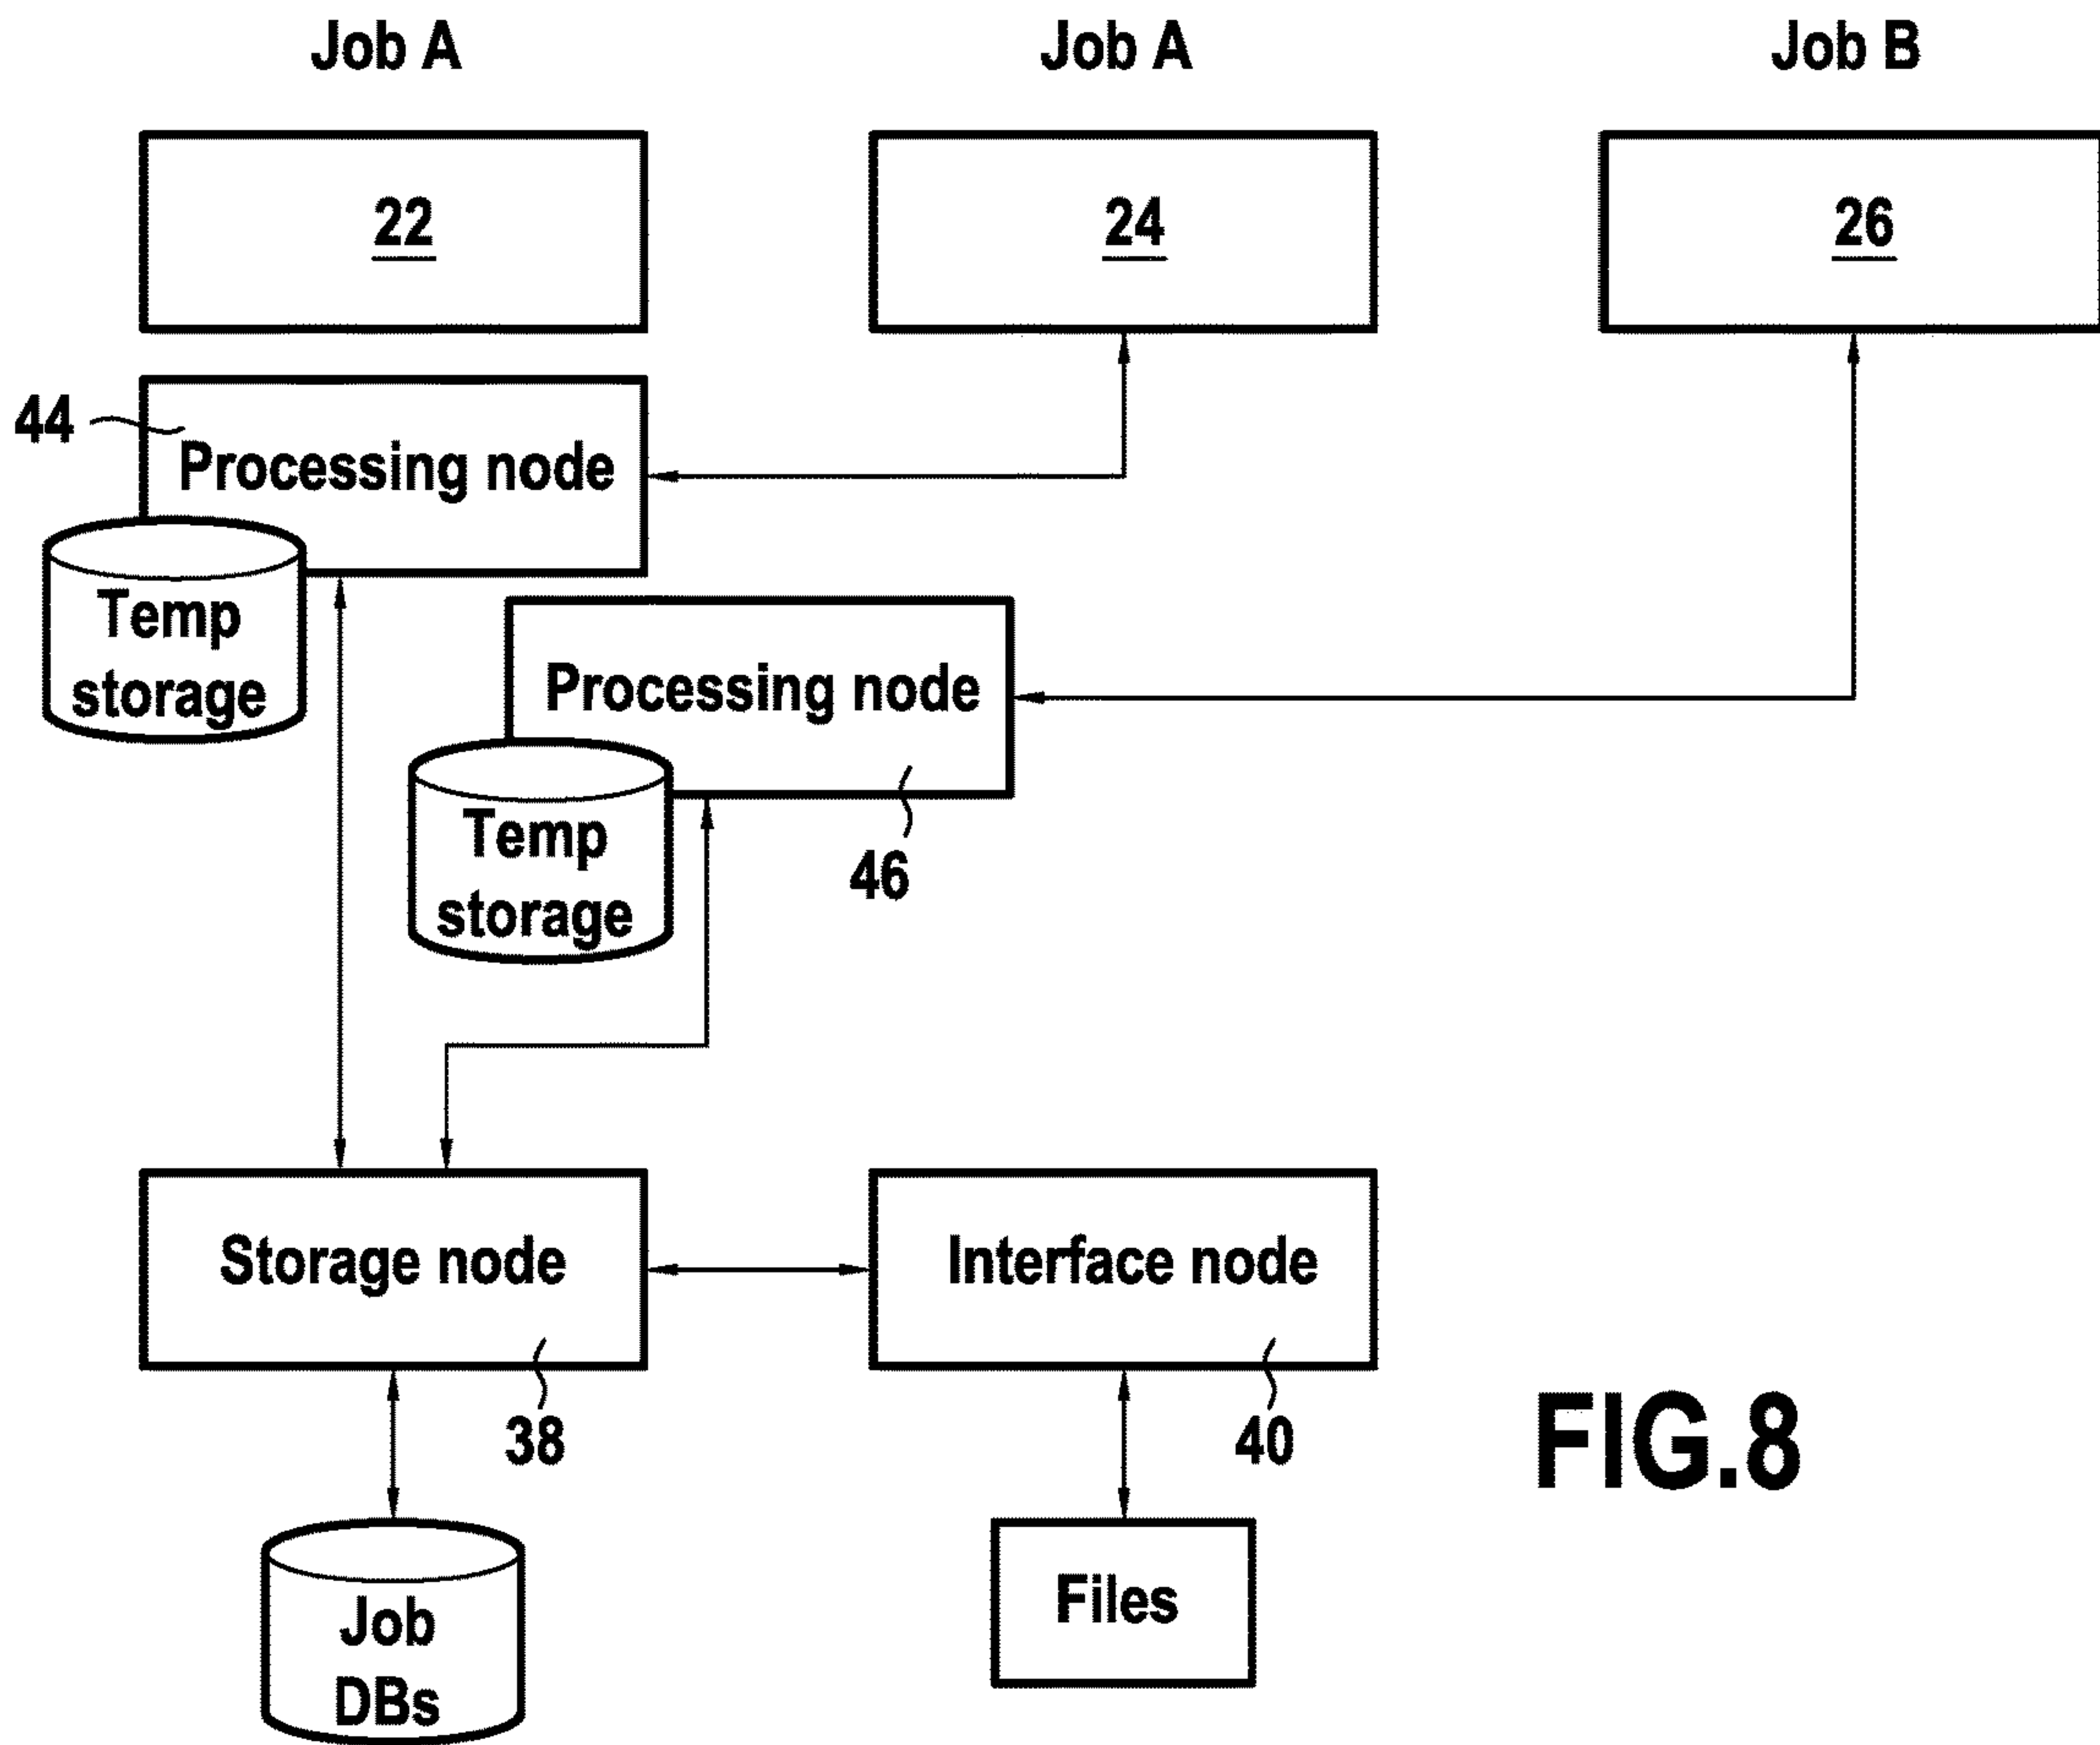 Job A
Job A
Job B
22
24
26
44
Processing node
Temp
storage
Processing node
Temp
storage
46
Storage node
Interface node
38
40
FIG.8
Job
DBs
Files